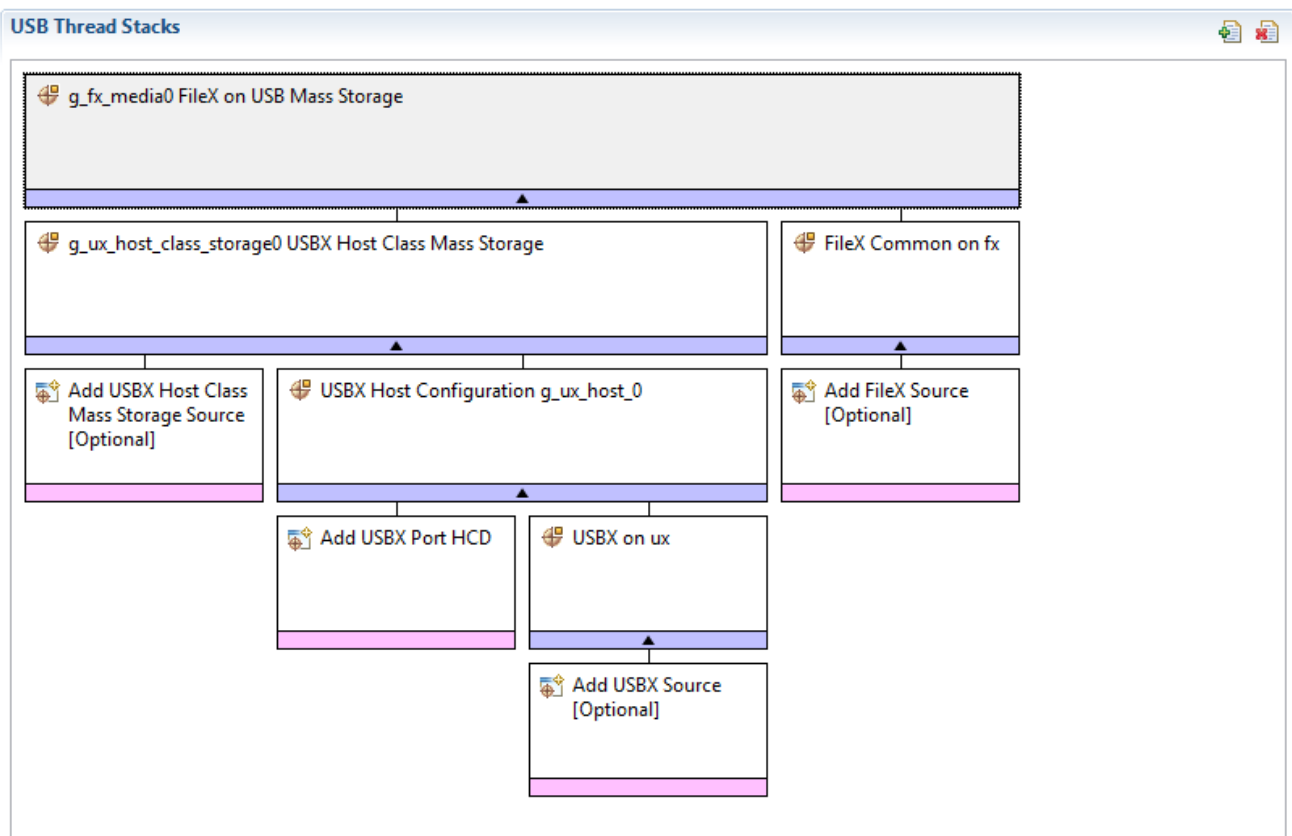 USB Thread Stacks
g_fx_media0 FileX on USB Mass Storage
g_ux_host_class_storage0 USBX Host Class Mass Storage
FileX Common on fx
Add USBX Host Class
Mass Storage Source
[Optional]
USBX Host Configuration g_ux_host_0
Add FileX Source
[Optional]
Add USBX Port HCD
USBX on ux
Add USBX Source
[Optional]